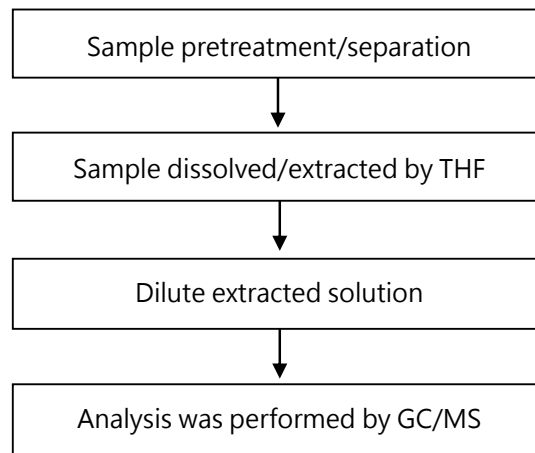 Sample pretreatment/separation
Sample dissolved/extracted by THF
Dilute extracted solution
Analysis was performed by GC/MS